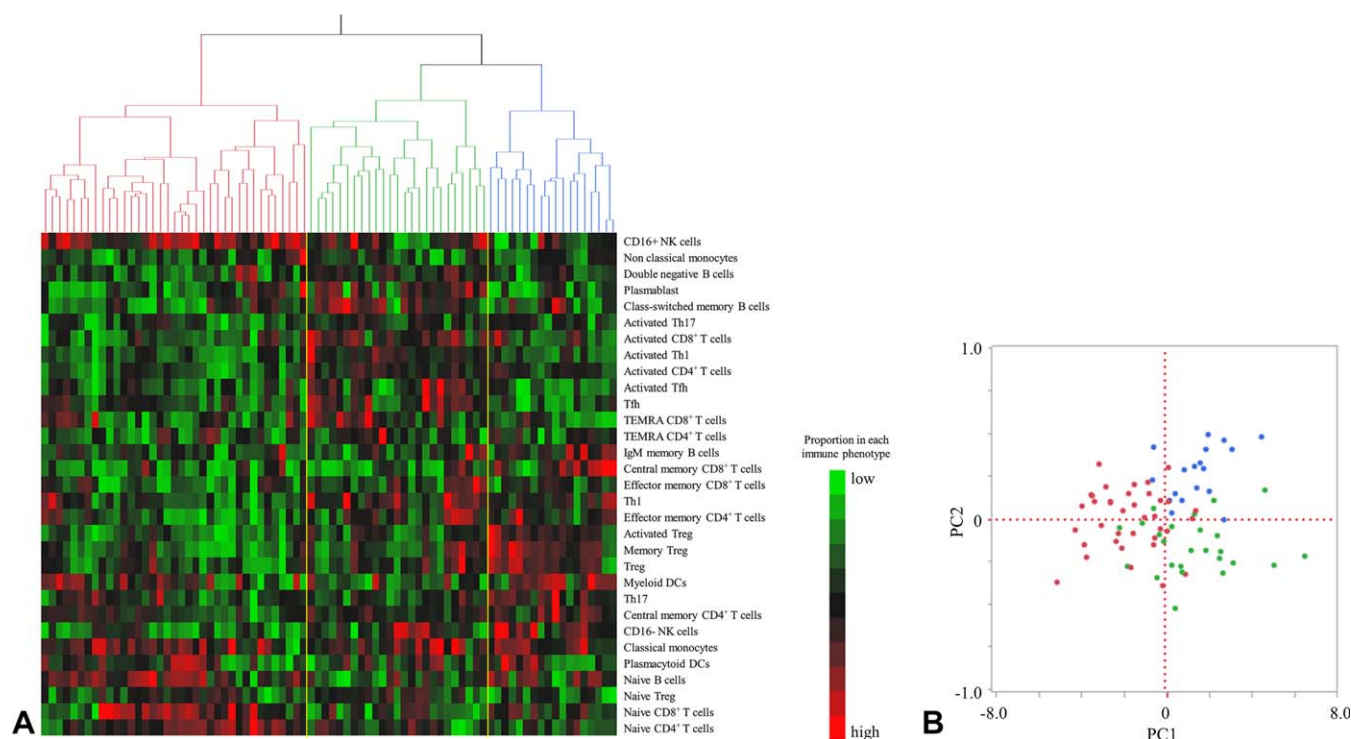 CD16+ NK cells
Non classical monocytes
Double negative B cells
Plasmablast
Class-switched memory B cells
Activated Th17
Activated CD8⁺ T cells
Activated Th1
Activated CD4⁺ T cells
Activated Tfh
Tfh
TEMRA CD8⁺ T cells
TEMRA CD4⁺ T cells
IgM memory B cells
Central memory CD8⁺ T cells
Effector memory CD8⁺ T cells
Th1
Effector memory CD4⁺ T cells
Activated Treg
Memory Treg
Treg
Myeloid DCs
Th17
Central memory CD4⁺ T cells
CD16- NK cells
Classical monocytes
Plasmacytoid DCs
Naive B cells
Naive Treg
Naive CD8⁺ T cells
Naive CD4⁺ T cells
A
Proportion in each
immune phenotype
low
high
1.0
0
-1.0
PC2
-8.0
0
8.0
PC1
B